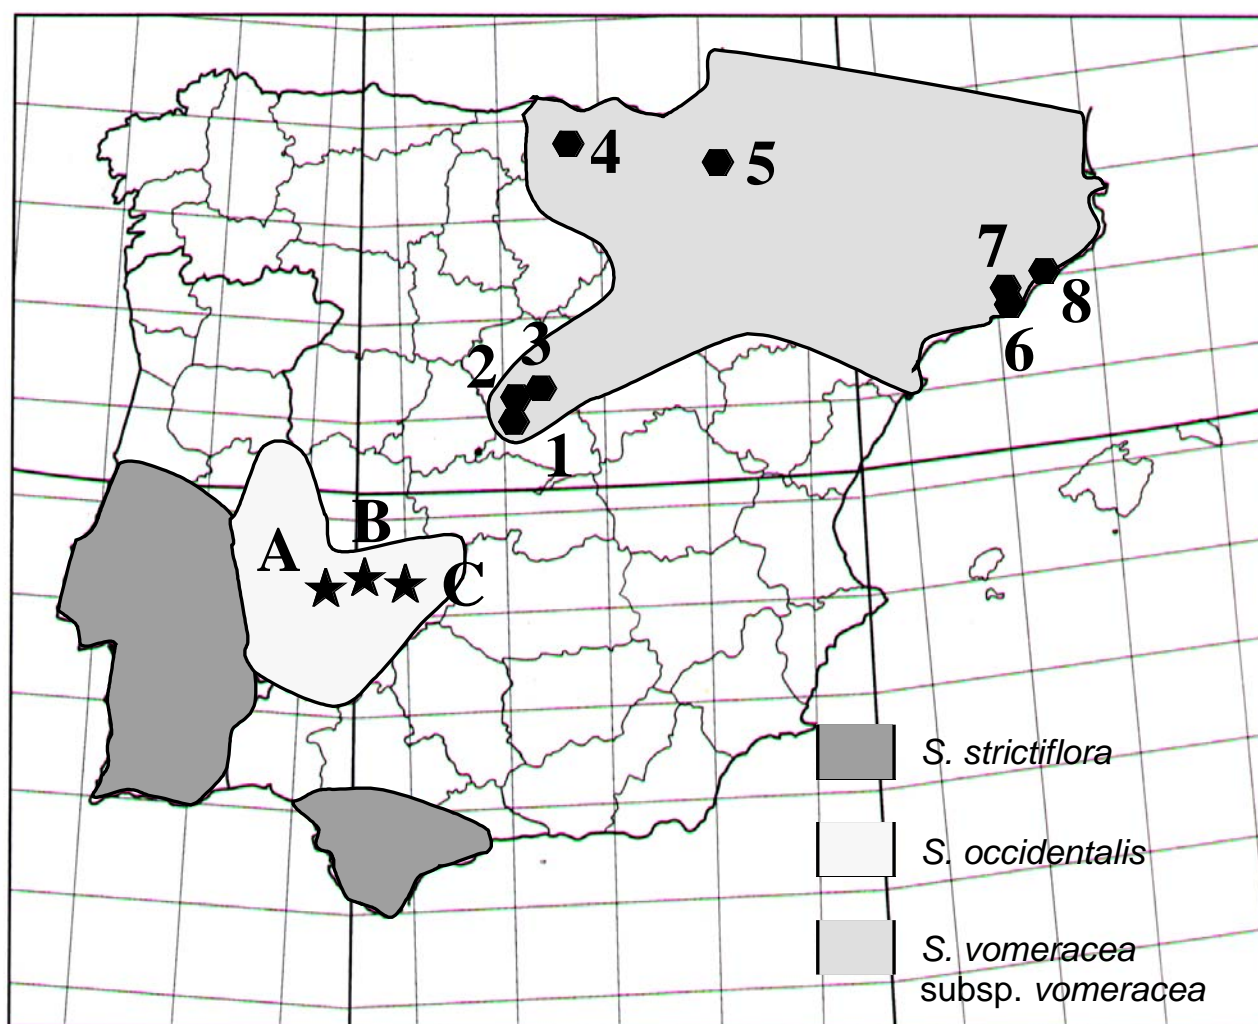 4
5
7
8
6
3
2
1
B
A
C
S. strictiflora
S. occidentalis
S. vomeracea
subsp. vomeracea